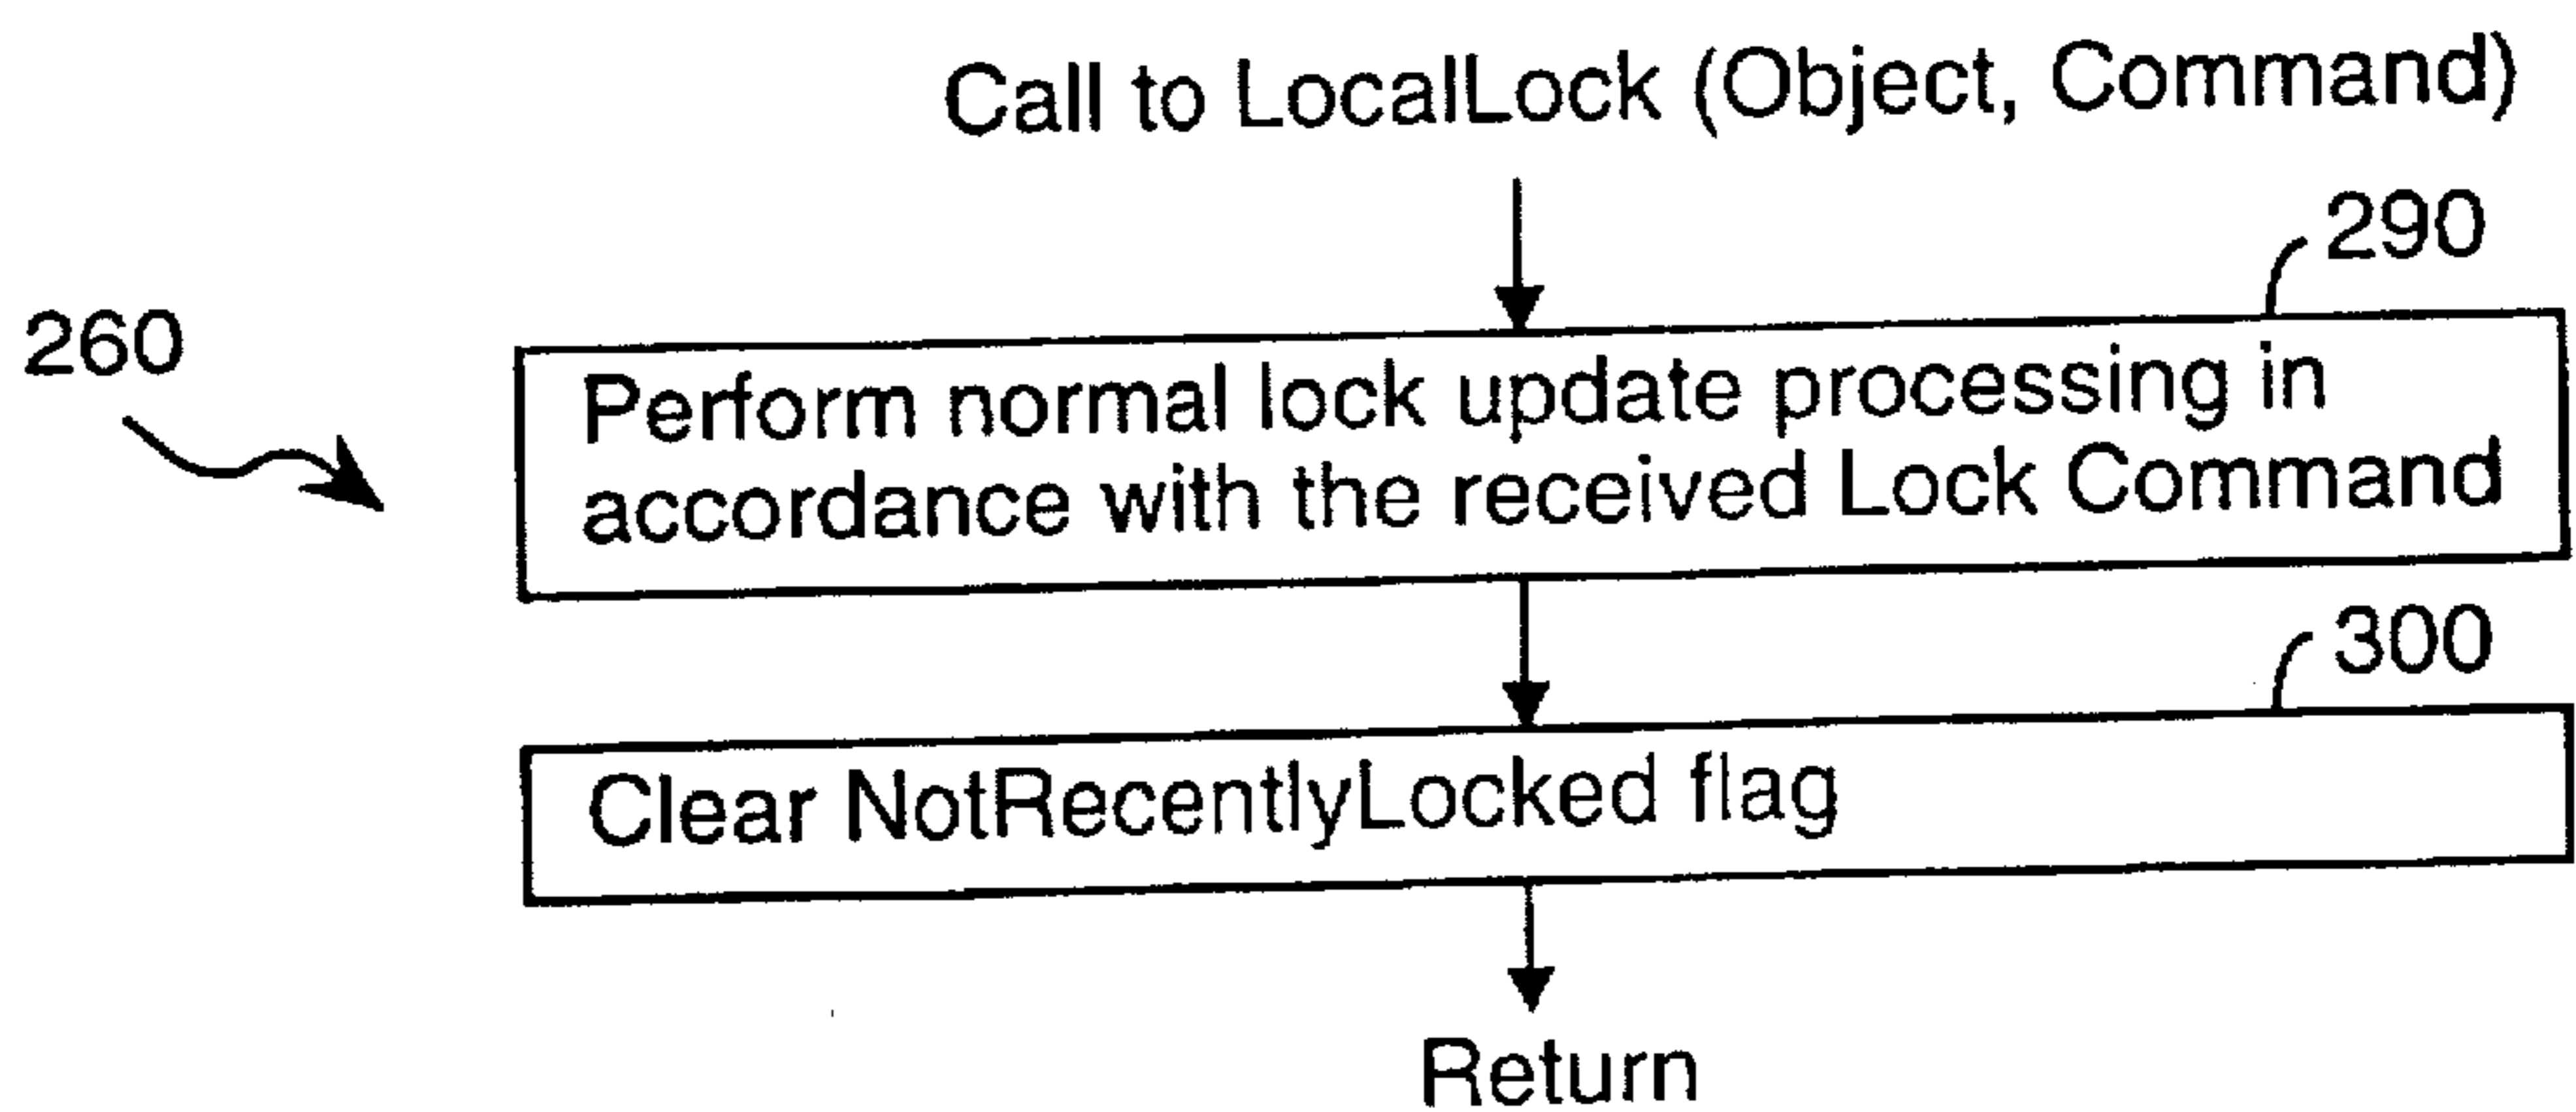 Call to LocalLock (Object, Command)
290
260
Perform normal lock update processing in
accordance with the received Lock Command
300
Clear NotRecentlyLocked flag
Return